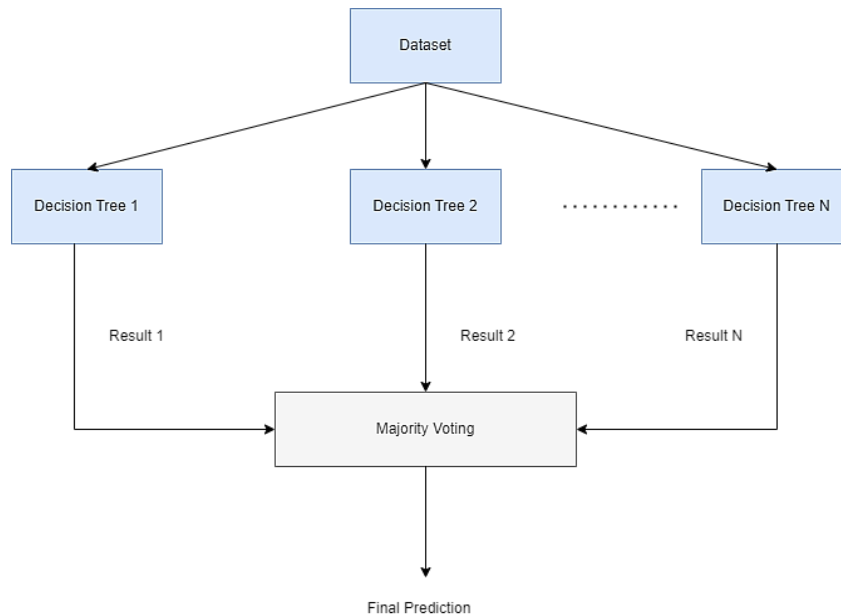 Dataset
Decision Tree 1
Decision Tree 2
Decision Tree N
Result 1
Result 2
Result N
Majority Voting
Final Prediction